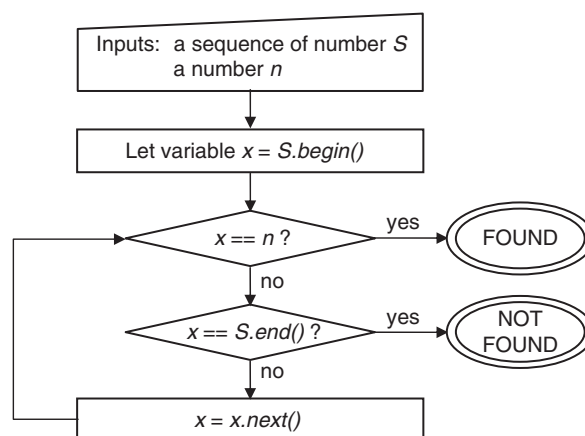 Inputs: a sequence of number S
a number n
Let variable x = S.begin()
x == n ?
yes
FOUND
no
x == S.end() ?
yes
NOT
FOUND
no
x = x.next()